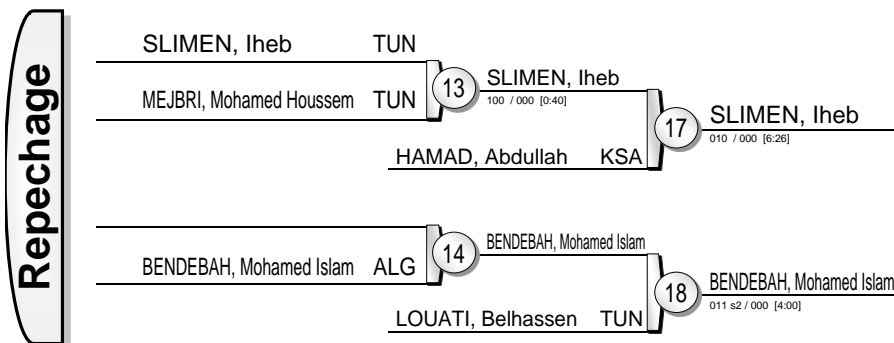 Repechage
SLIMEN, Iheb TUN
MEJBRI, Mohamed Houssem TUN
13
SLIMEN, Iheb
100 / 000 [0:40]
HAMAD, Abdullah KSA
17
SLIMEN, Iheb
010 / 000 [6:26]
BENDEBAH, Mohamed Islam ALG
14
BENDEBAH, Mohamed Islam
LOUATI, Belhassen TUN
18
BENDEBAH, Mohamed Islam
011 s2 / 000 [4:00]